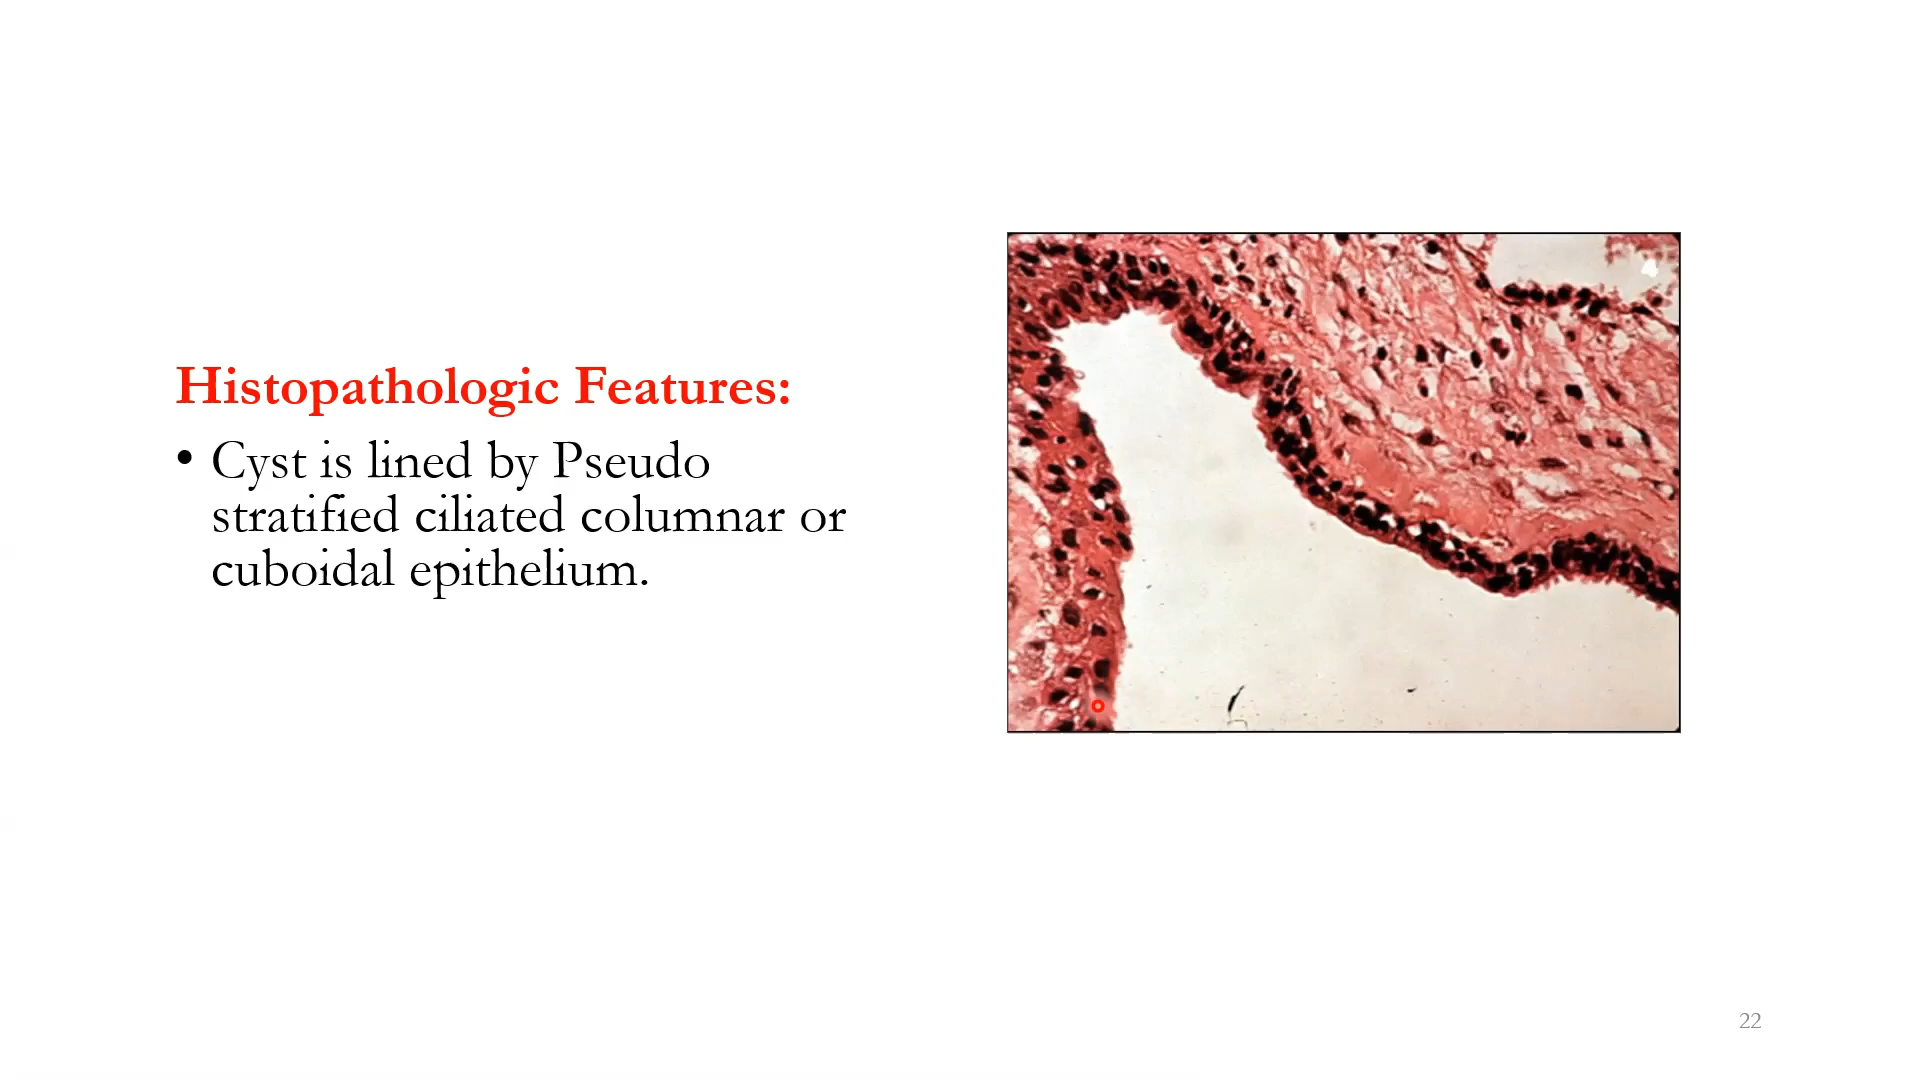 Histopathologic Features:
• Cyst is lined by Pseudo
stratified ciliated columnar or
cuboidal epithelium.
22